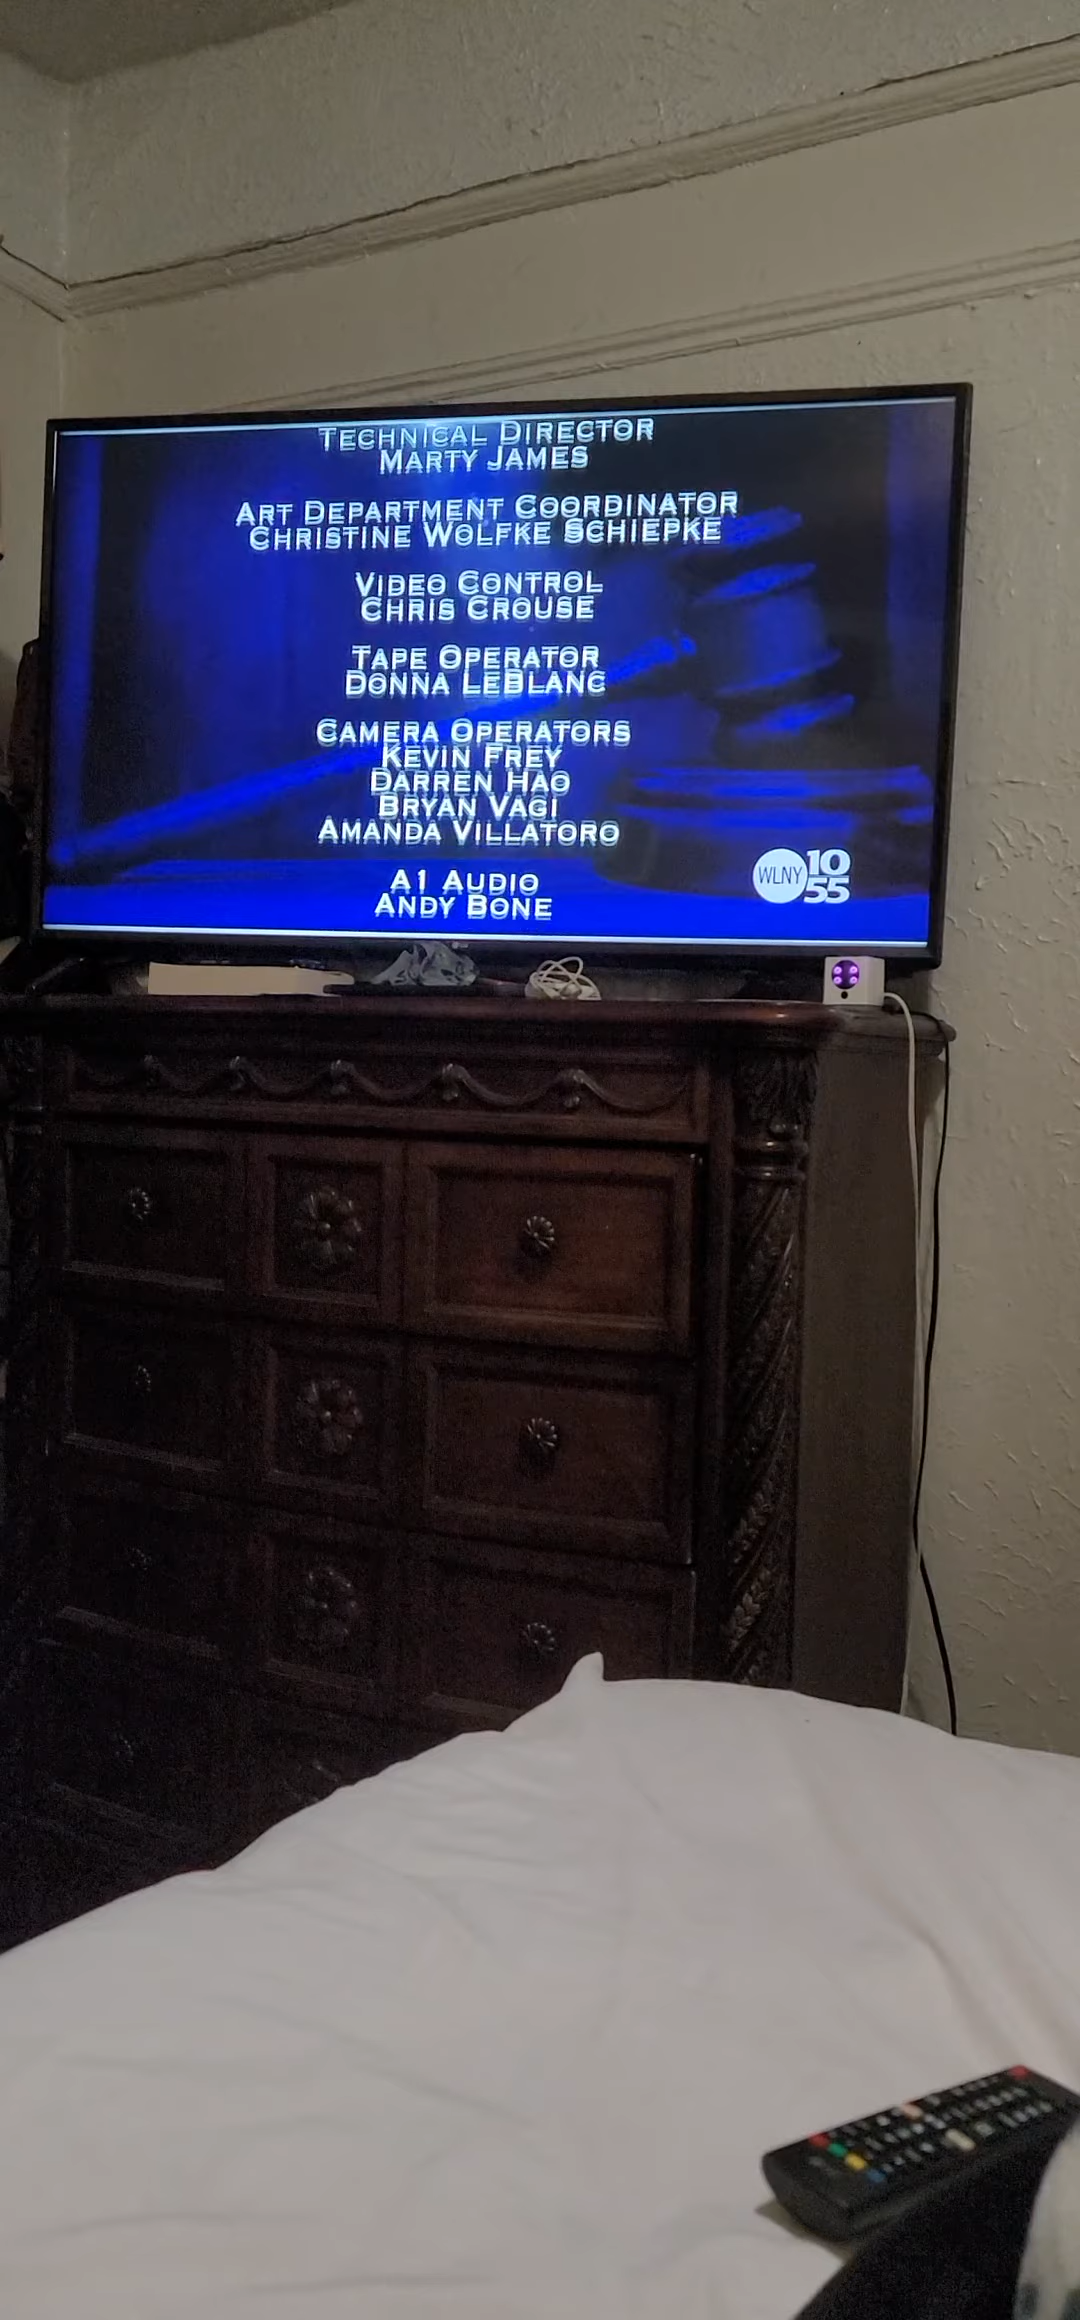 TECHNICAL DIRECTOR
MARTY JAMES
ART DEPARTMENT COORDINATOR
CHRISTINE WOLFKE SCHIEPKE
VIDEO CONTROL
CHRIS CROUSE
TAPE OPERATOR
DONNA LEBLANC
CAMERA OPERATORS
KEVIN FREY
DARREN HAO
BRYAN VAGI
AMANDA VILLATORO
A1 AUDIO
ANDY BONE
WLNY 10
55